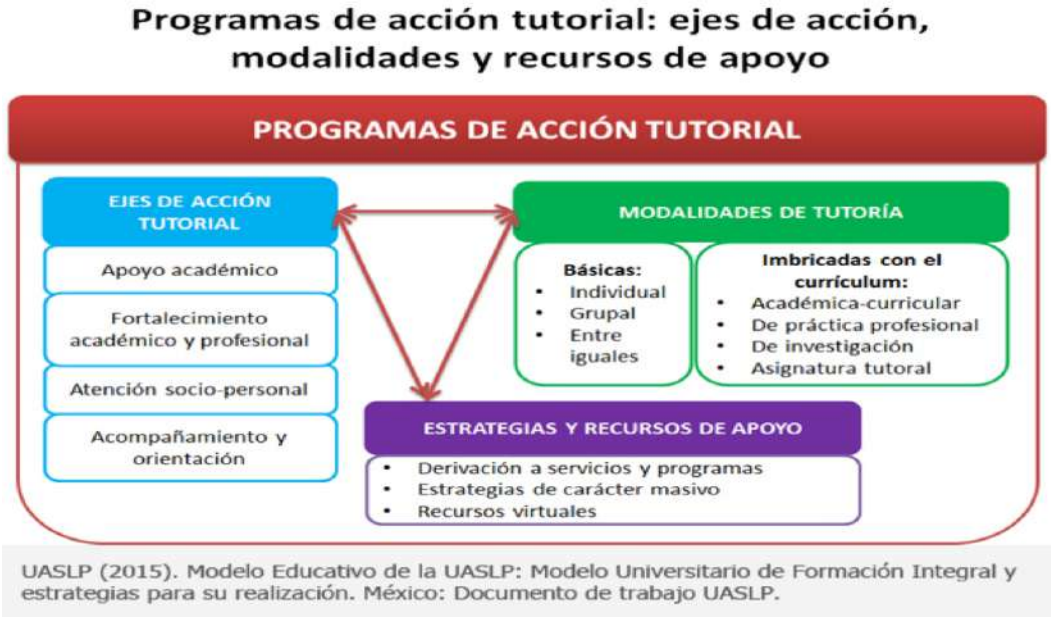 Programas de acción tutorial: ejes de acción,
modalidades y recursos de apoyo
PROGRAMAS DE ACCIÓN TUTORIAL
EJES DE ACCIÓN
TUTORIAL
Apoyo académico
Fortalecimiento
académico y profesional
Atención socio-personal
Acompañamiento y
orientación
MODALIDADES DE TUTORÍA
Básicas:
• Individual
• Grupal
• Entre
iguales
Imbricadas con el
currículum:
• Académica-curricular
• De práctica profesional
• De investigación
• Asignatura tutoral
ESTRATEGIAS Y RECURSOS DE APOYO
• Derivación a servicios y programas
• Estrategias de carácter masivo
• Recursos virtuales
UASLP (2015). Modelo Educativo de la UASLP: Modelo Universitario de Formación Integral y
estrategias para su realización. México: Documento de trabajo UASLP.